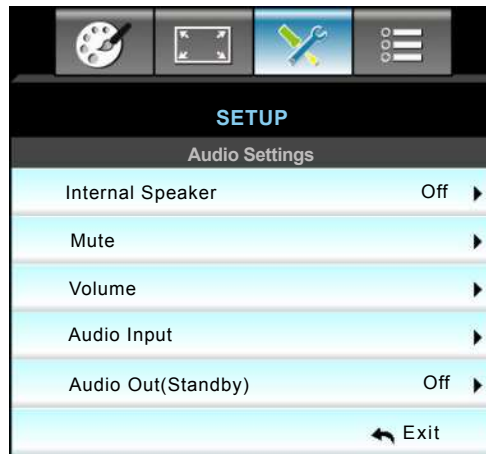 SETUP
Audio Settings
Internal Speaker Off
Mute
Volume
Audio Input
Audio Out(Standby) Off
Exit